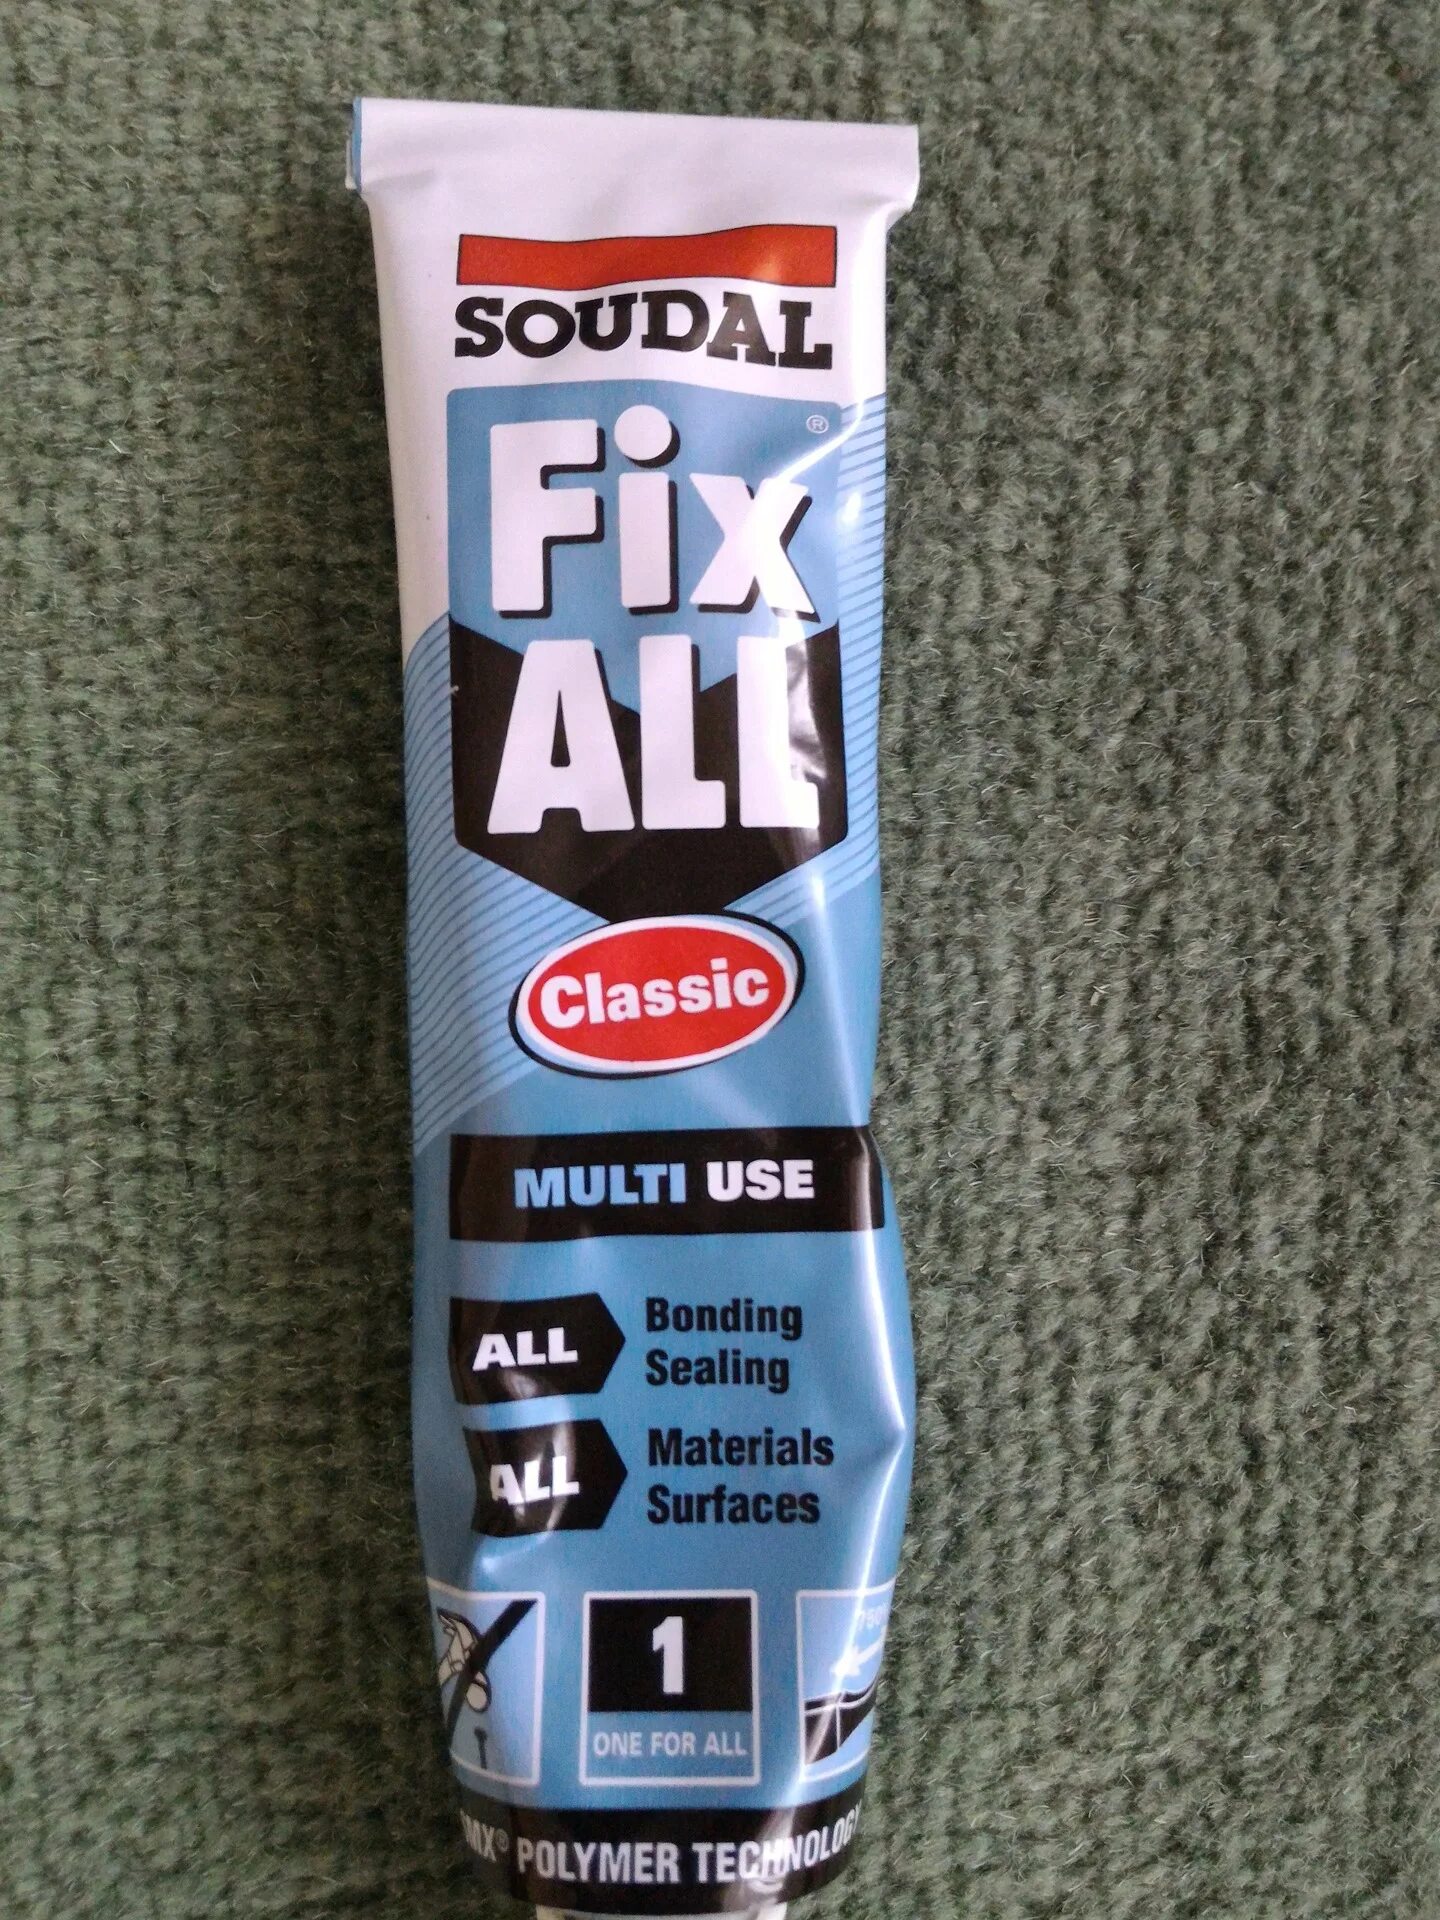 SOUDAL
Fix ®
ALL
Classic
MULTI USE
ALL Bonding
Sealing
ALL Materials
Surfaces
1
ONE FOR ALL
POLYMER TECHNOLOGY